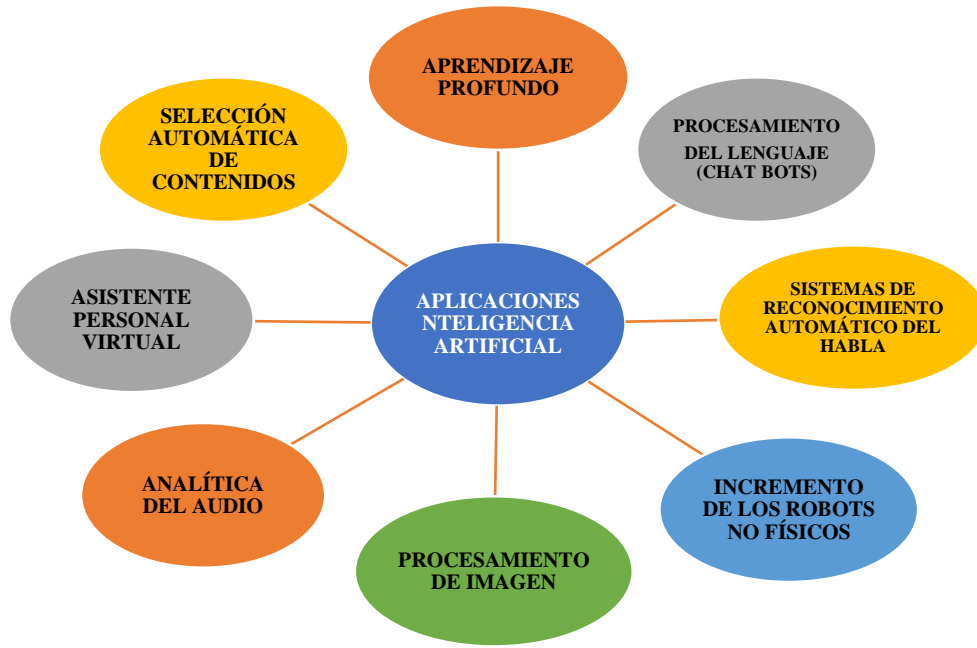 APRENDIZAJE
PROFUNDO
PROCESAMIENTO
DEL LENGUAJE
(CHAT BOTS)
SISTEMAS DE
RECONOCIMIENTO
AUTOMÁTICO DEL
HABLA
INCREMENTO
DE LOS ROBOTS
NO FÍSICOS
PROCESAMIENTO
DE IMAGEN
ANALÍTICA
DEL AUDIO
ASISTENTE
PERSONAL
VIRTUAL
SELECCIÓN
AUTOMÁTICA
DE
CONTENIDOS
APLICACIONES
NTELIGENCIA
ARTIFICIAL